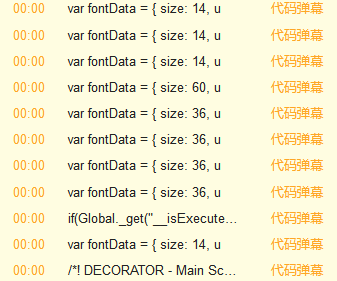 00:00 var fontData = { size: 14, u 代码弹幕
00:00 var fontData = { size: 14, u 代码弹幕
00:00 var fontData = { size: 14, u 代码弹幕
00:00 var fontData = { size: 60, u 代码弹幕
00:00 var fontData = { size: 36, u 代码弹幕
00:00 var fontData = { size: 36, u 代码弹幕
00:00 var fontData = { size: 36, u 代码弹幕
00:00 var fontData = { size: 36, u 代码弹幕
00:00 if(Global._get("__isExecute... 代码弹幕
00:00 var fontData = { size: 14, u 代码弹幕
00:00 /*! DECORATOR - Main Sc... 代码弹幕